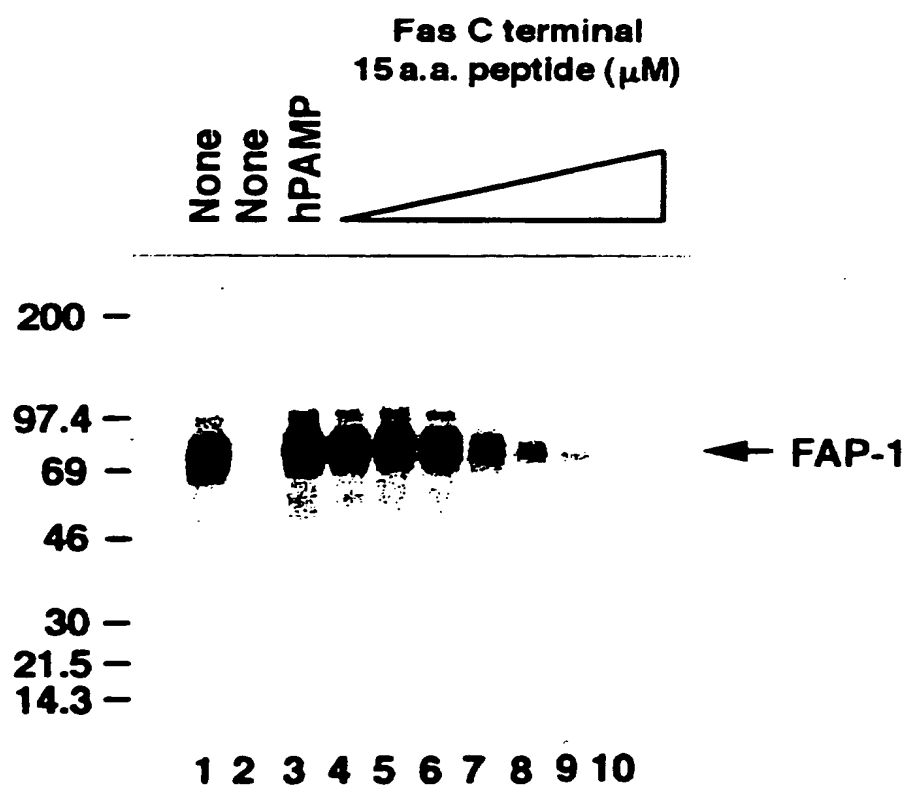 Fas C terminal
15 a.a. peptide (μM)
None
None
hPAMP
200
97.4
69
46
30
21.5
14.3
FAP-1
1 2 3 4 5 6 7 8 9 10